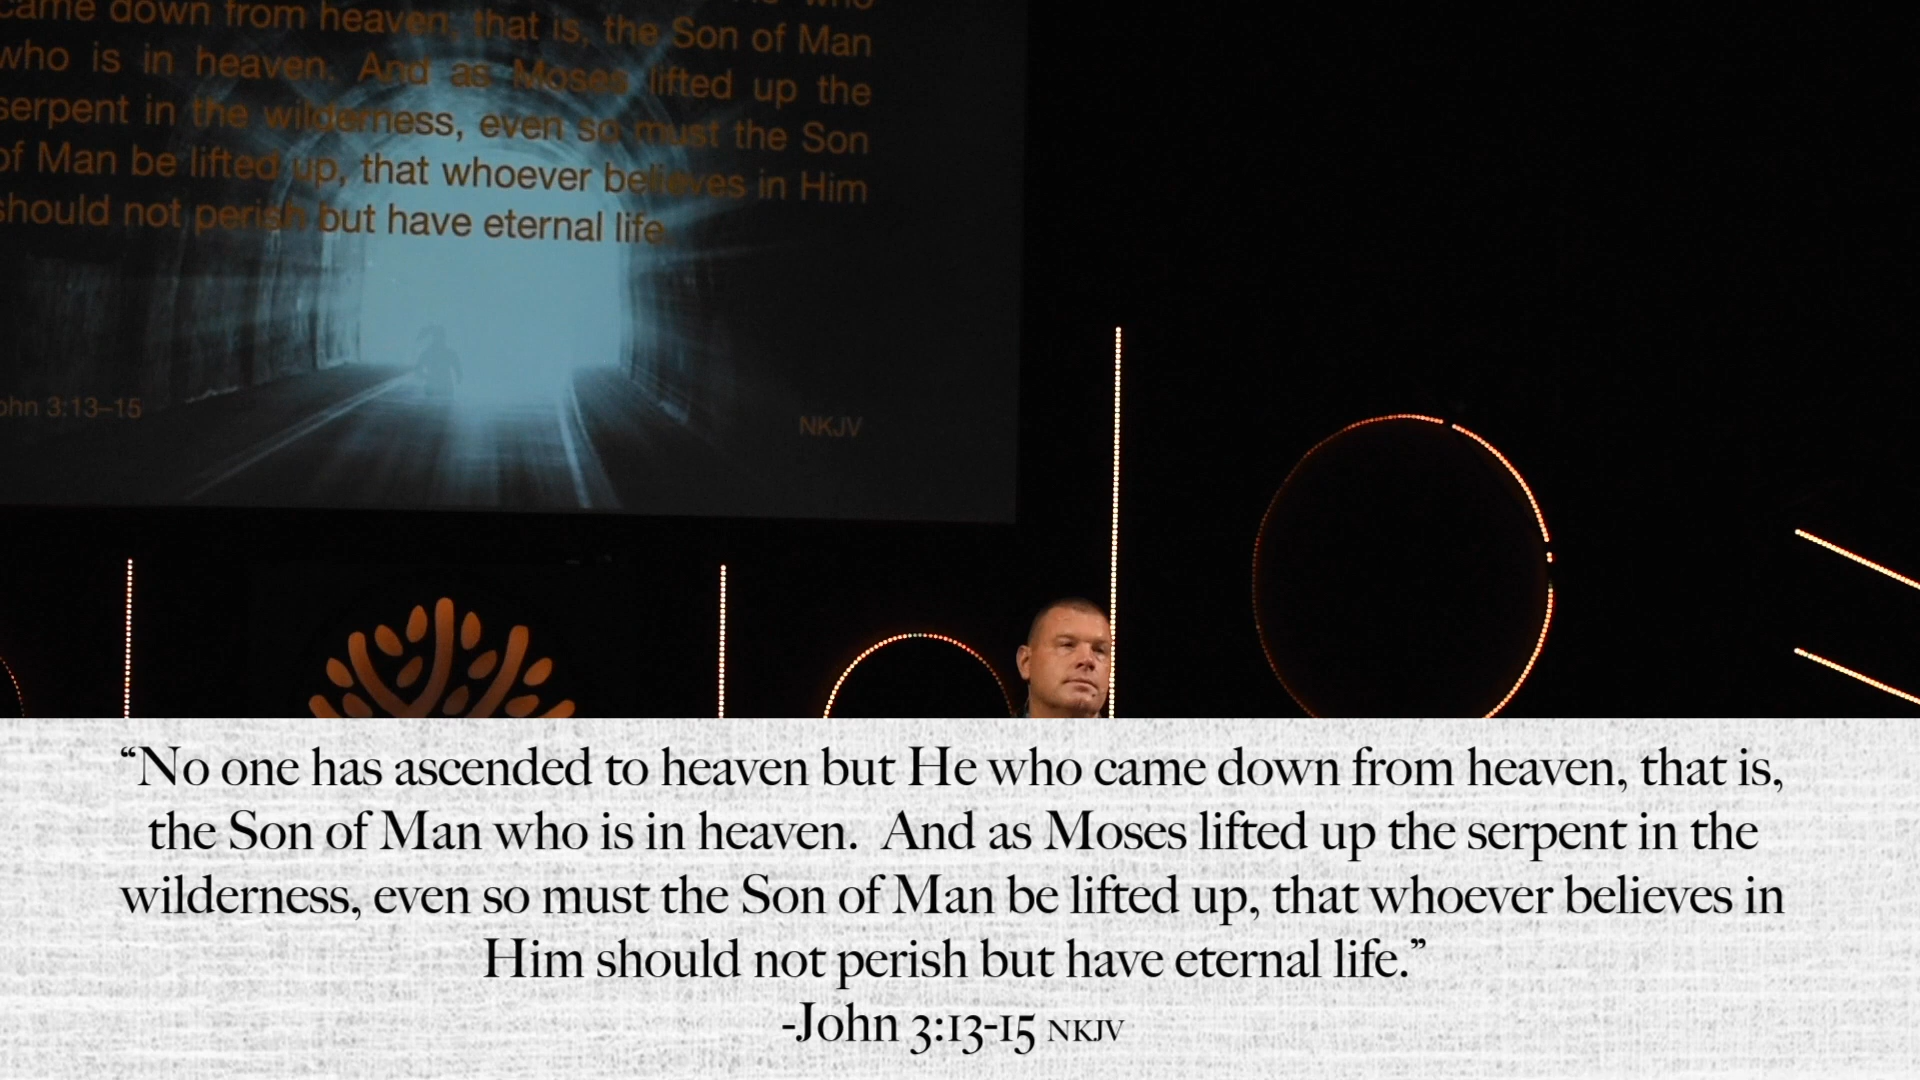 came down from heaven, that is, the Son of Man
who is in heaven. And as Moses lifted up the
serpent in the wilderness, even so must the Son
of Man be lifted up, that whoever believes in Him
should not perish but have eternal life.
John 3:13–15
NKJV
“No one has ascended to heaven but He who came down from heaven, that is,
the Son of Man who is in heaven.  And as Moses lifted up the serpent in the
wilderness, even so must the Son of Man be lifted up, that whoever believes in
Him should not perish but have eternal life.”
-John 3:13-15 NKJV